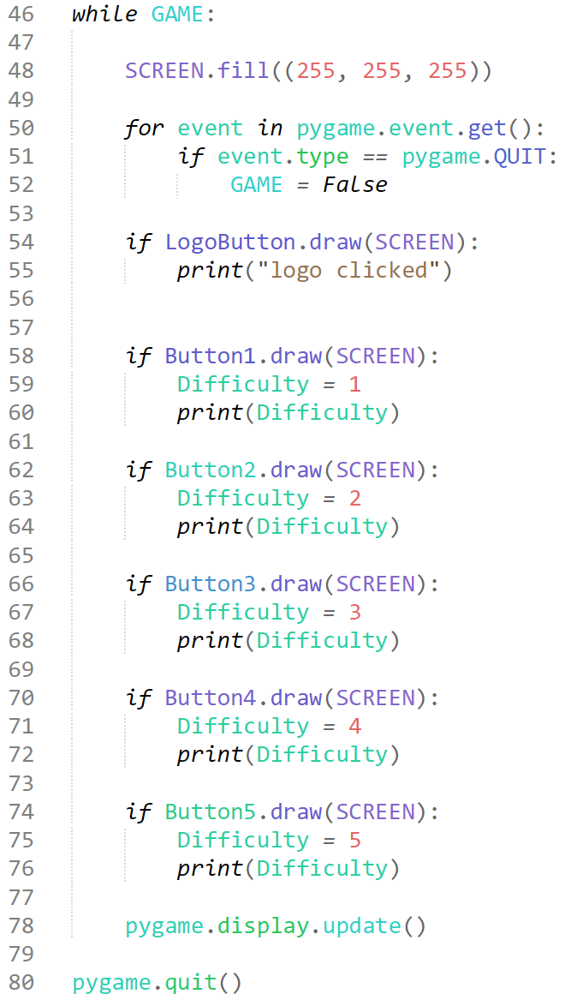 46 while GAME:
47
48     SCREEN.fill((255, 255, 255))
49
50     for event in pygame.event.get():
51         if event.type == pygame.QUIT:
52             GAME = False
53
54     if LogoButton.draw(SCREEN):
55         print("logo clicked")
56
57
58     if Button1.draw(SCREEN):
59         Difficulty = 1
60         print(Difficulty)
61
62     if Button2.draw(SCREEN):
63         Difficulty = 2
64         print(Difficulty)
65
66     if Button3.draw(SCREEN):
67         Difficulty = 3
68         print(Difficulty)
69
70     if Button4.draw(SCREEN):
71         Difficulty = 4
72         print(Difficulty)
73
74     if Button5.draw(SCREEN):
75         Difficulty = 5
76         print(Difficulty)
77
78     pygame.display.update()
79
80 pygame.quit()